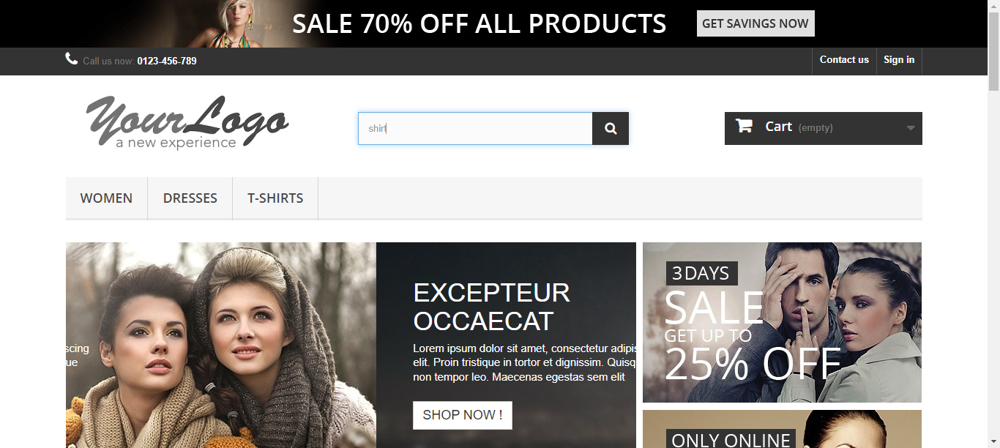 SALE 70% OFF ALL PRODUCTS
GET SAVINGS NOW
Call us now: 0123-456-789
Contact us
Sign in
YourLogo
a new experience
shirt
Cart (empty)
WOMEN
DRESSES
T-SHIRTS
scing
ue
EXCEPTEUR
OCCAECAT
Lorem ipsum dolor sit amet, consectetur adipis
elit. Proin tristique in tortor et dignissim. Quisq
non tempor leo. Maecenas egestas sem elit
SHOP NOW !
3 DAYS
SALE
GET UP TO
25% OFF
ONLY ONLINE